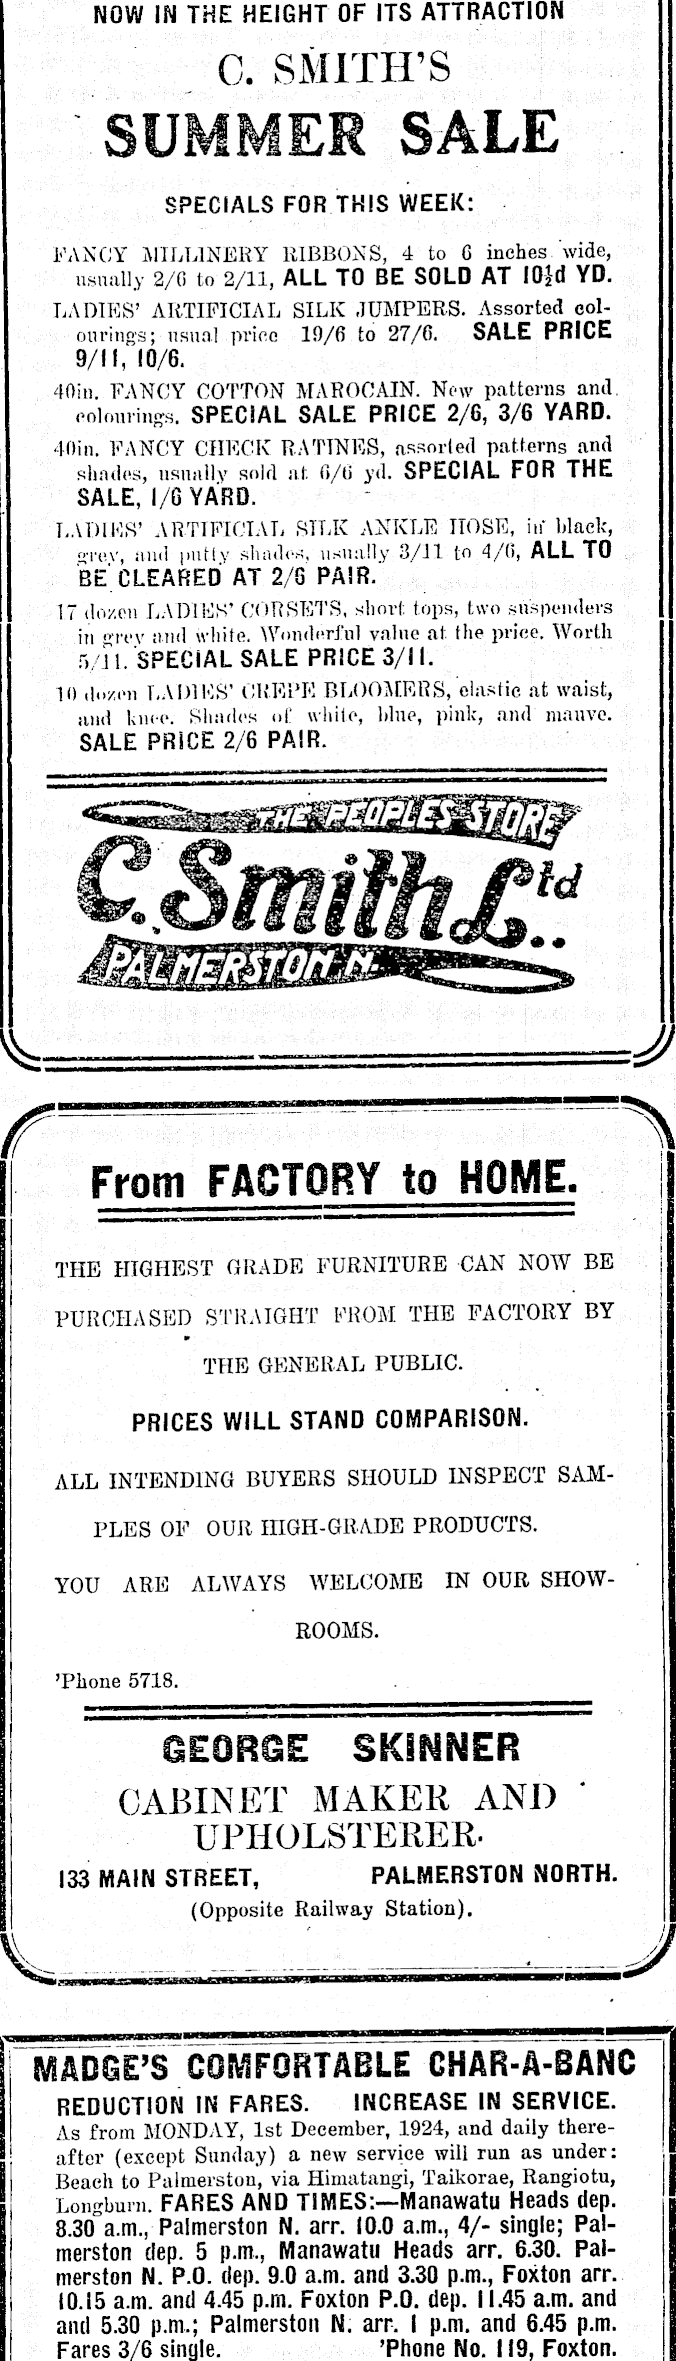 NOW IN THE HEIGHT OF ITS ATTRACTION
C. SMITH'S
SUMMER SALE
SPECIALS FOR THIS WEEK:
FANCY MILLINERY RIBBONS, 4 to 6 inches wide,
usually 2/6 to 2/11, ALL TO BE SOLD AT 10½d YD.
LADIES' ARTIFICIAL SILK JUMPERS. Assorted col-
ourings; usual price 19/6 to 27/6. SALE PRICE
9/11, 10/6.
40in. FANCY COTTON MAROCAIN. New patterns and
colourings. SPECIAL SALE PRICE 2/6, 3/6 YARD.
40in. FANCY CHECK RATINES, assorted patterns and
shades, usually sold at 6/6 yd. SPECIAL FOR THE
SALE, 1/6 YARD.
LADIES' ARTIFICIAL SILK ANKLE HOSE, in black,
grey, and putty shades, usually 3/11 to 4/6, ALL TO
BE CLEARED AT 2/6 PAIR.
17 dozen LADIES' CORSETS, short tops, two suspenders
in grey and white. Wonderful value at the price. Worth
5/11. SPECIAL SALE PRICE 3/11.
10 dozen LADIES' CREPE BLOOMERS, elastic at waist,
and knee. Shades of white, blue, pink, and mauve.
SALE PRICE 2/6 PAIR.
THE PEOPLES STORE
C. Smith Ltd..
PALMERSTON N.
From FACTORY to HOME.
THE HIGHEST GRADE FURNITURE CAN NOW BE
PURCHASED STRAIGHT FROM THE FACTORY BY
THE GENERAL PUBLIC.
PRICES WILL STAND COMPARISON.
ALL INTENDING BUYERS SHOULD INSPECT SAM-
PLES OF OUR HIGH-GRADE PRODUCTS.
YOU ARE ALWAYS WELCOME IN OUR SHOW-
ROOMS.
'Phone 5718.
GEORGE SKINNER
CABINET MAKER AND
UPHOLSTERER.
133 MAIN STREET, PALMERSTON NORTH.
(Opposite Railway Station).
MADGE'S COMFORTABLE CHAR-A-BANC
REDUCTION IN FARES. INCREASE IN SERVICE.
As from MONDAY, 1st December, 1924, and daily there-
after (except Sunday) a new service will run as under:
Beach to Palmerston, via Himatangi, Taikorae, Rangiotu,
Longburn. FARES AND TIMES:—Manawatu Heads dep.
8.30 a.m., Palmerston N. arr. 10.0 a.m., 4/- single; Pal-
merston dep. 5 p.m., Manawatu Heads arr. 6.30. Pal-
merston N. P.O. dep. 9.0 a.m. and 3.30 p.m., Foxton arr.
10.15 a.m. and 4.45 p.m. Foxton P.O. dep. 11.45 a.m. and
and 5.30 p.m.; Palmerston N. arr. 1 p.m. and 6.45 p.m.
Fares 3/6 single. 'Phone No. 119, Foxton.